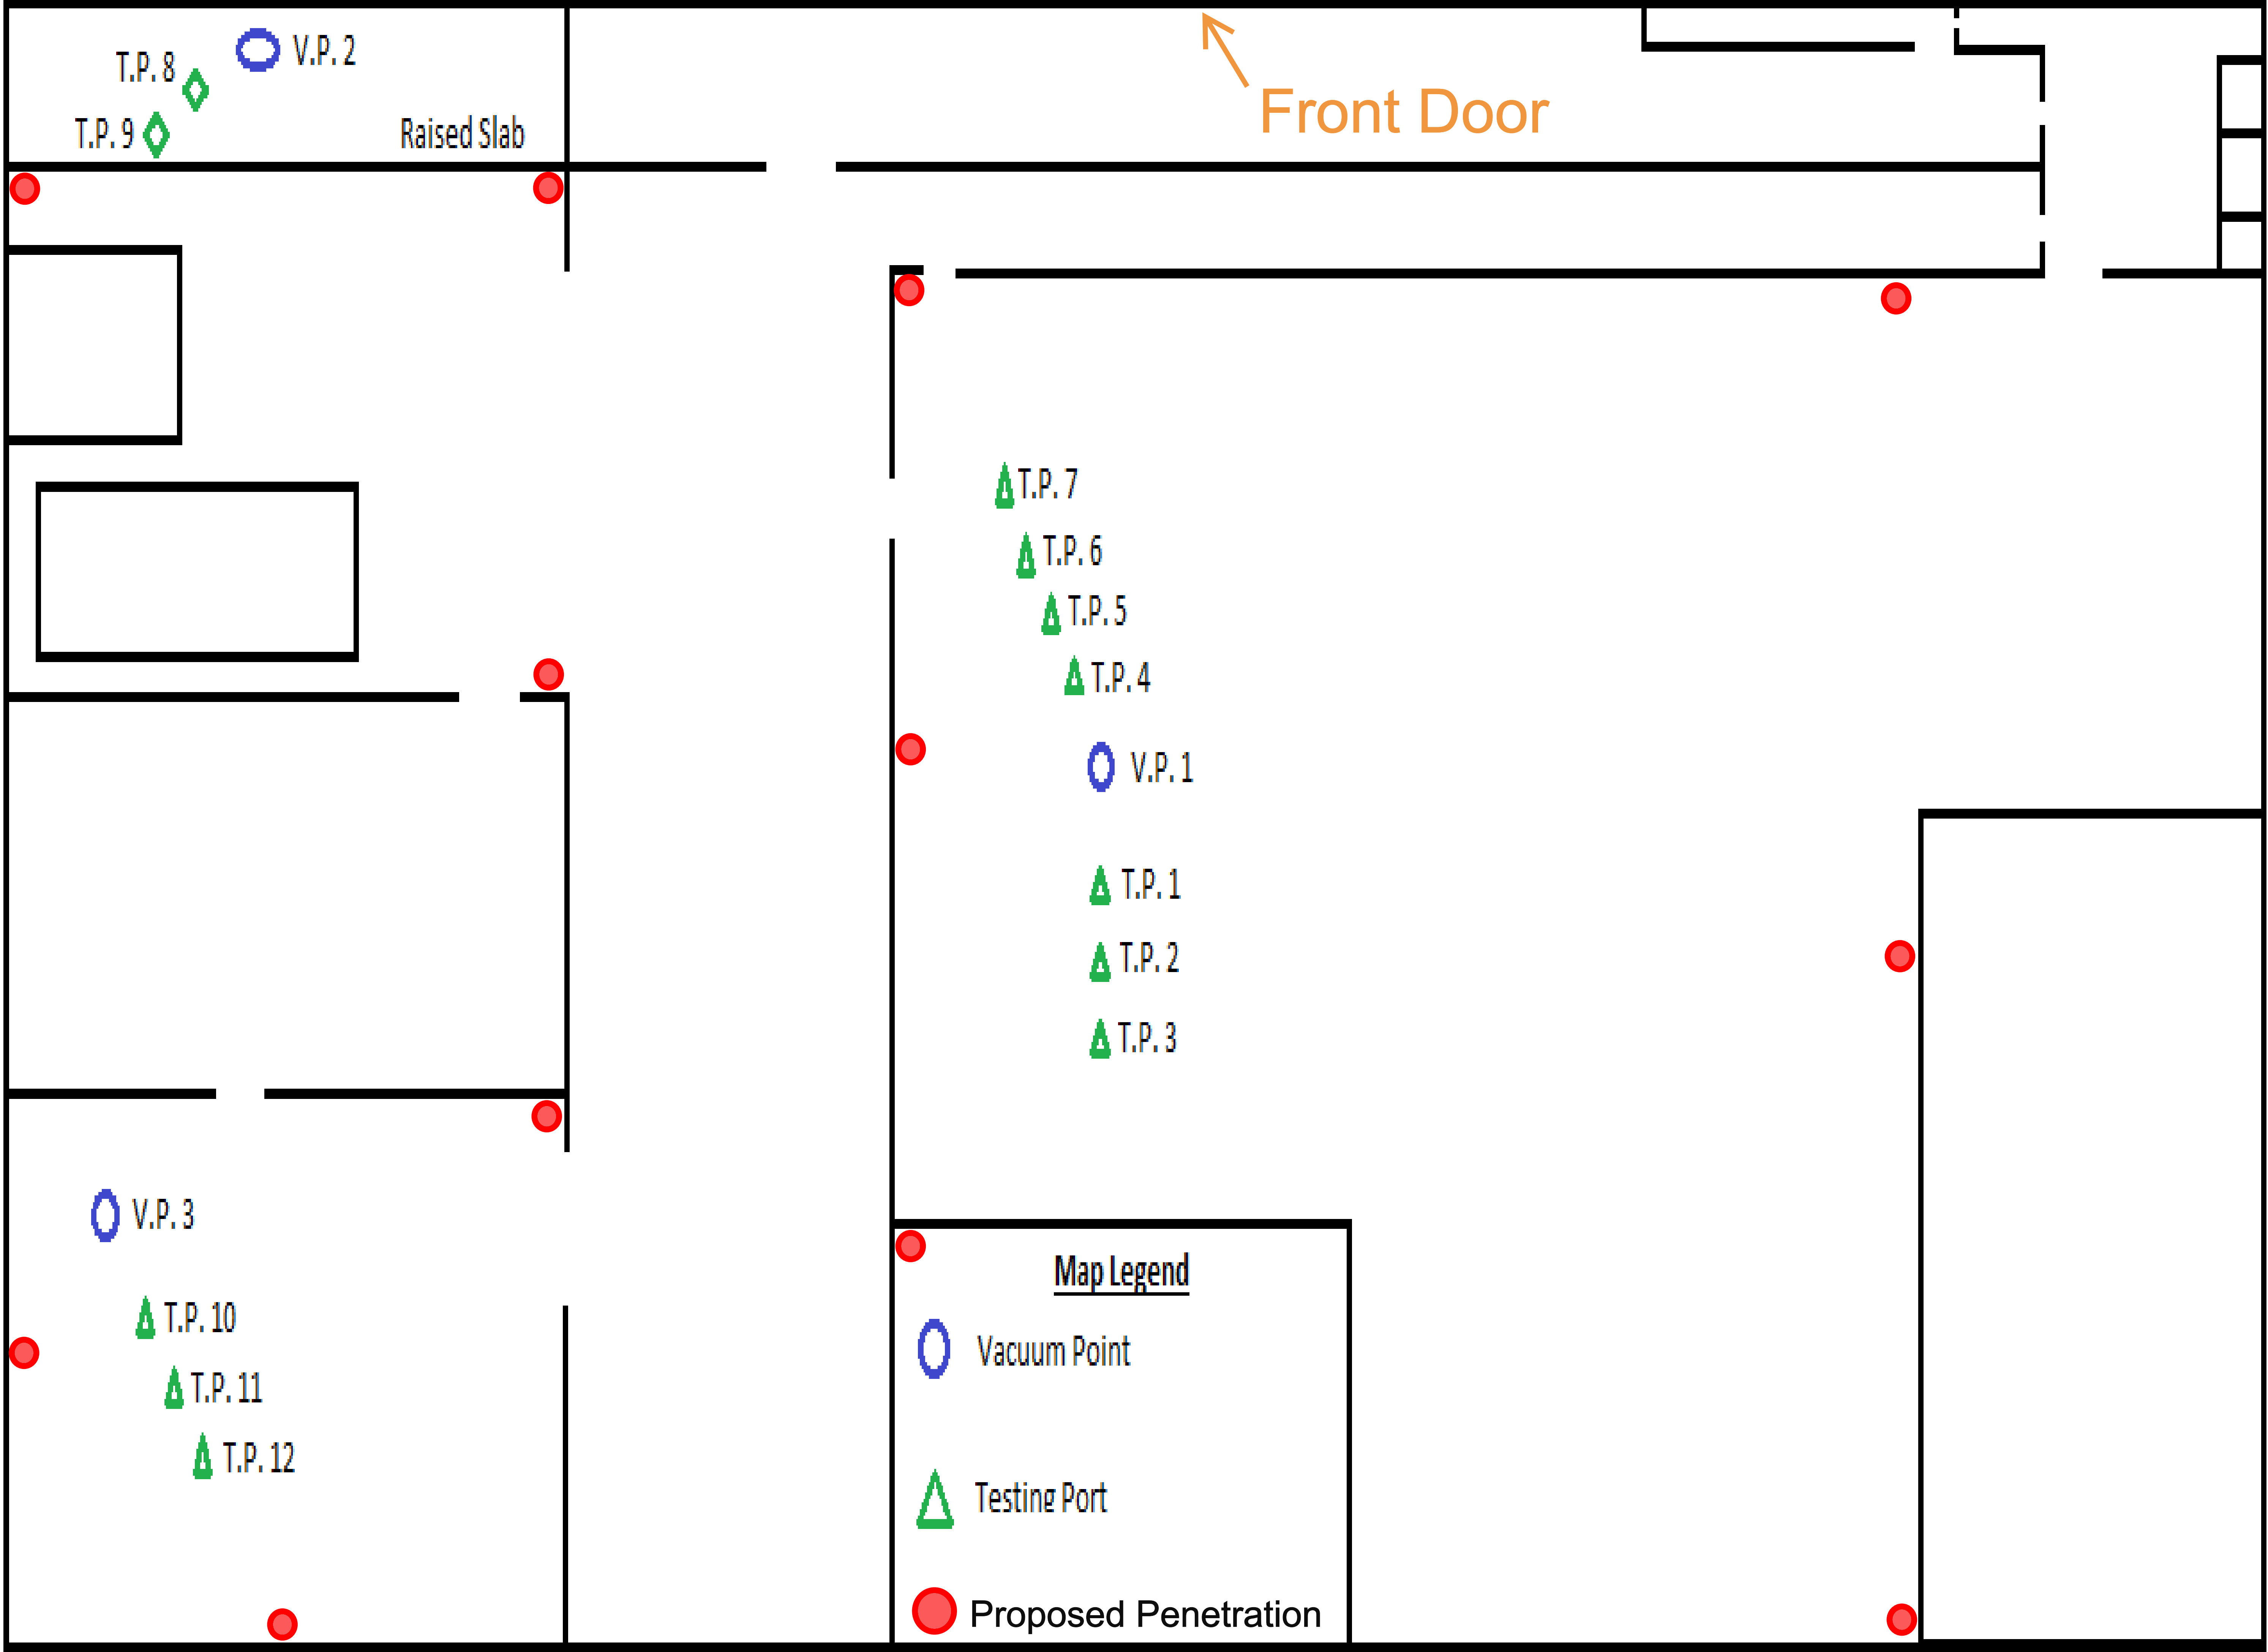 V.P. 2
T.P. 8
T.P. 9
Raised Slab
Front Door
T.P. 7
T.P. 6
T.P. 5
T.P. 4
V.P. 1
T.P. 1
T.P. 2
T.P. 3
V.P. 3
T.P. 10
T.P. 11
T.P. 12
Map Legend
Vacuum Point
Testing Port
Proposed Penetration